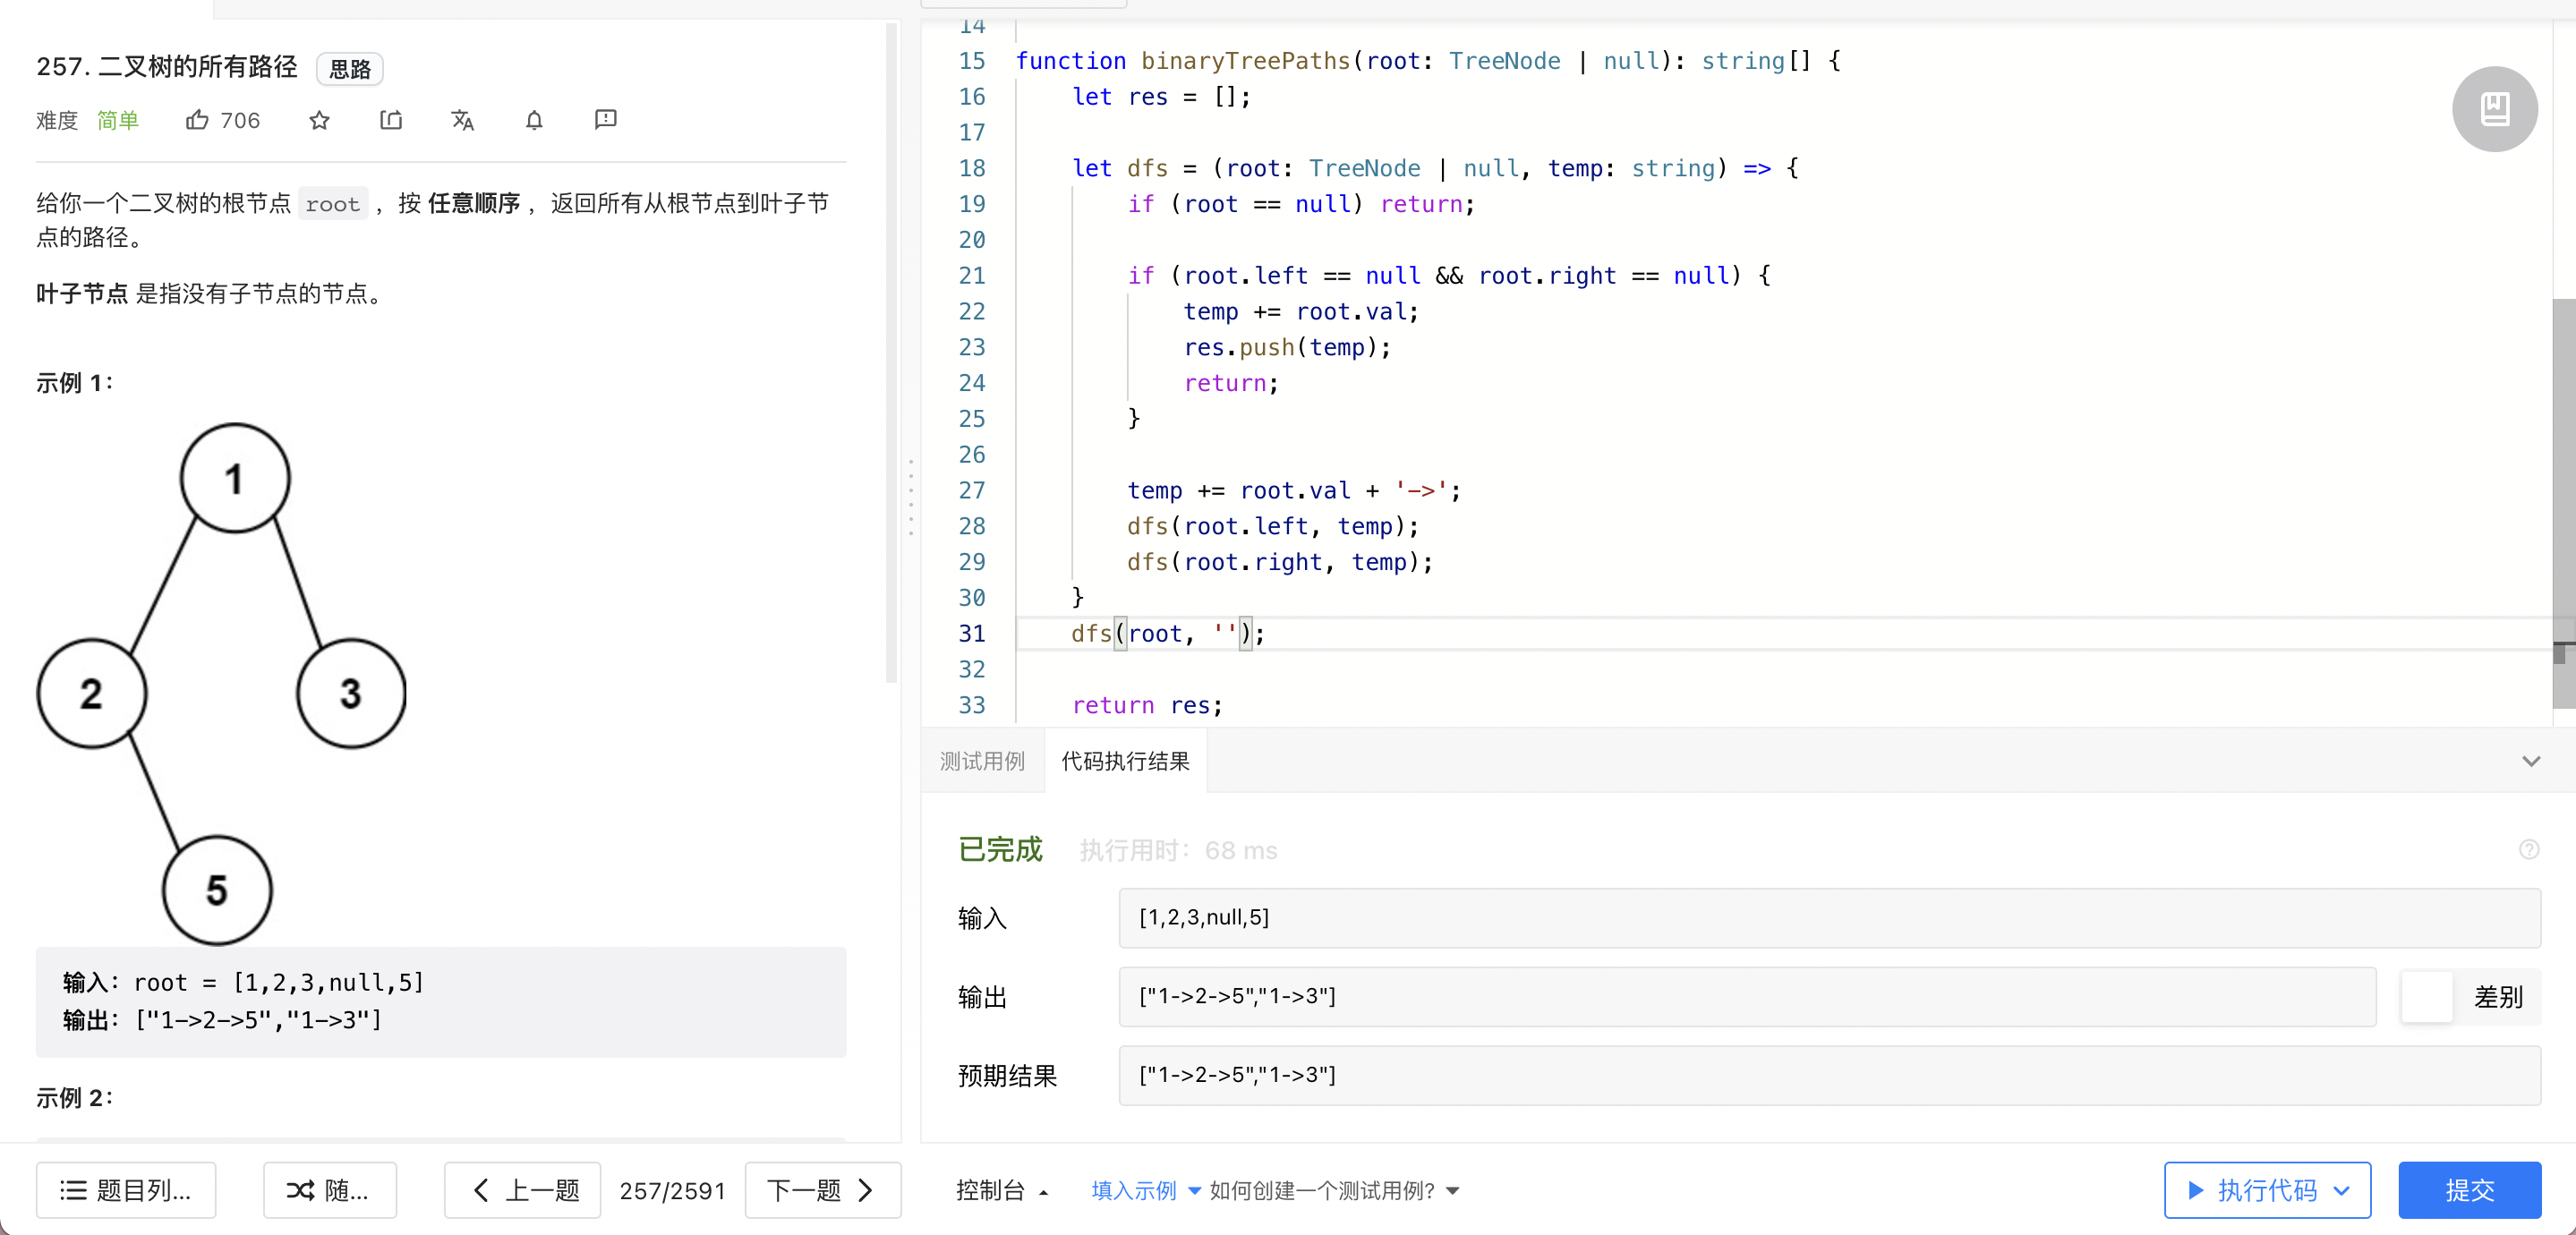 257. 二叉树的所有路径 思路
难度 简单 706
给你一个二叉树的根节点 root ，按 任意顺序 ，返回所有从根节点到叶子节
点的路径。
叶子节点 是指没有子节点的节点。
示例 1：
1
2
3
5
输入：root = [1,2,3,null,5]
输出：["1->2->5","1->3"]
示例 2：
题目列...
随...
上一题
257/2591
下一题
14
15 function binaryTreePaths(root: TreeNode | null): string[] {
16     let res = [];
17
18     let dfs = (root: TreeNode | null, temp: string) => {
19         if (root == null) return;
20
21         if (root.left == null && root.right == null) {
22             temp += root.val;
23             res.push(temp);
24             return;
25         }
26
27         temp += root.val + '->';
28         dfs(root.left, temp);
29         dfs(root.right, temp);
30     }
31     dfs(root, '');
32
33     return res;
测试用例 代码执行结果
已完成 执行用时：68 ms
输入 [1,2,3,null,5]
输出 ["1->2->5","1->3"] 差别
预期结果 ["1->2->5","1->3"]
控制台 填入示例 如何创建一个测试用例? 执行代码 提交